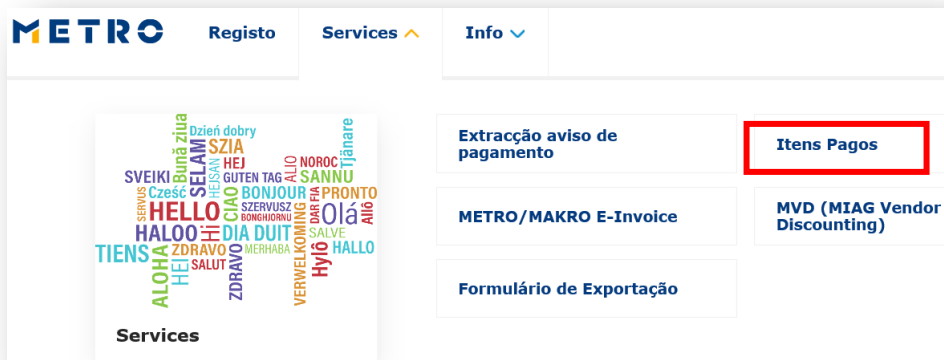 METRO
Registo
Services
Info
Extracção aviso de
pagamento
Itens Pagos
METRO/MAKRO E-Invoice
MVD (MIAG Vendor
Discounting)
Formulário de Exportação
Bună ziua
Dzień dobry
SELAM
SZIA
HEJSAN
HEJ
ALIO
NOROC
Tjänare
SVEIKI
GUTEN TAG
SANNU
SERVUS
Cześć
CIAO
BONJOUR
DAR FIA
PRONTO
HELLO
SZERVUSZ
BONGHJORNU
Olá
Allô
HALOO
Hi
DIA DUIT
VERWELKOMING
SALVE
TIENS
ZDRAVO
MERHABA
Hylô
HALLO
ALOHA
HEI
SALUT
ZDRAVO
Services